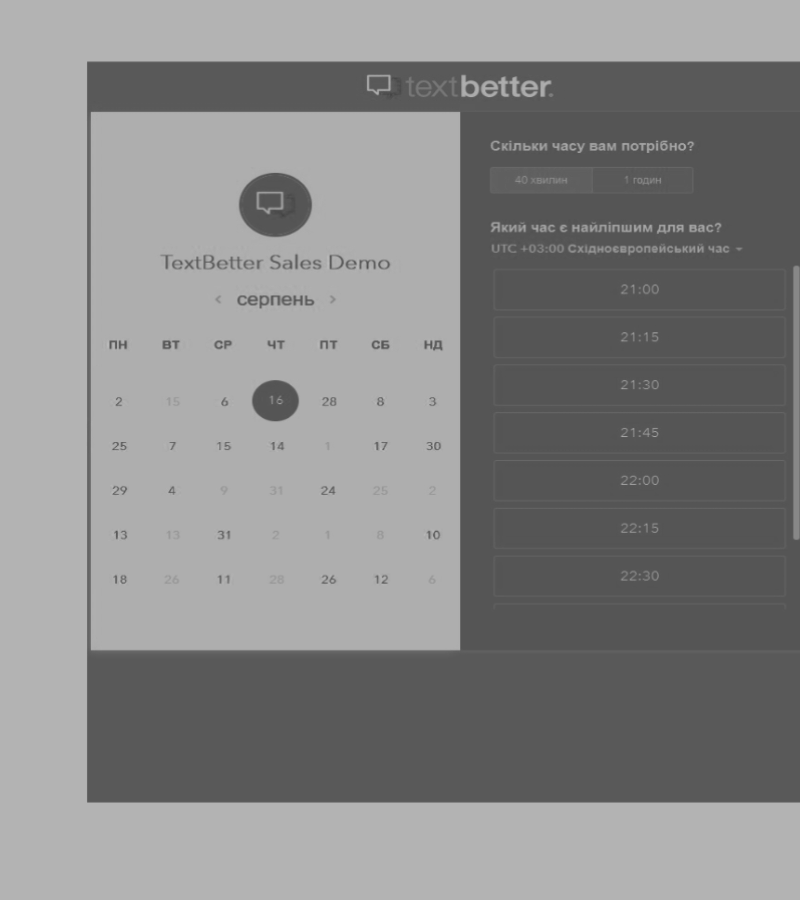 textbetter.
TextBetter Sales Demo
‹ серпень ›
ПН ВТ СР ЧТ ПТ СБ НД
2 15 6 16 28 8 3
25 7 15 14 1 17 30
29 4 9 31 24 25 2
13 13 31 2 1 8 10
18 26 11 28 26 12 6
Скільки часу вам потрібно?
40 хвилин 1 годин
Який час є найліпшим для вас?
UTC +03:00 Східноєвропейський час
21:00
21:15
21:30
21:45
22:00
22:15
22:30